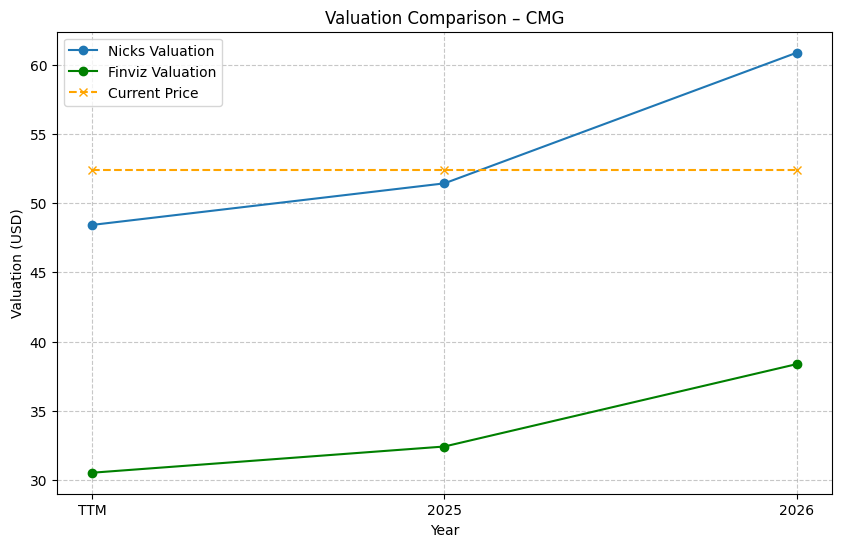 Valuation Comparison – CMG
Nicks Valuation
Finviz Valuation
Current Price
Valuation (USD)
60
55
50
45
40
35
30
TTM
2025
2026
Year